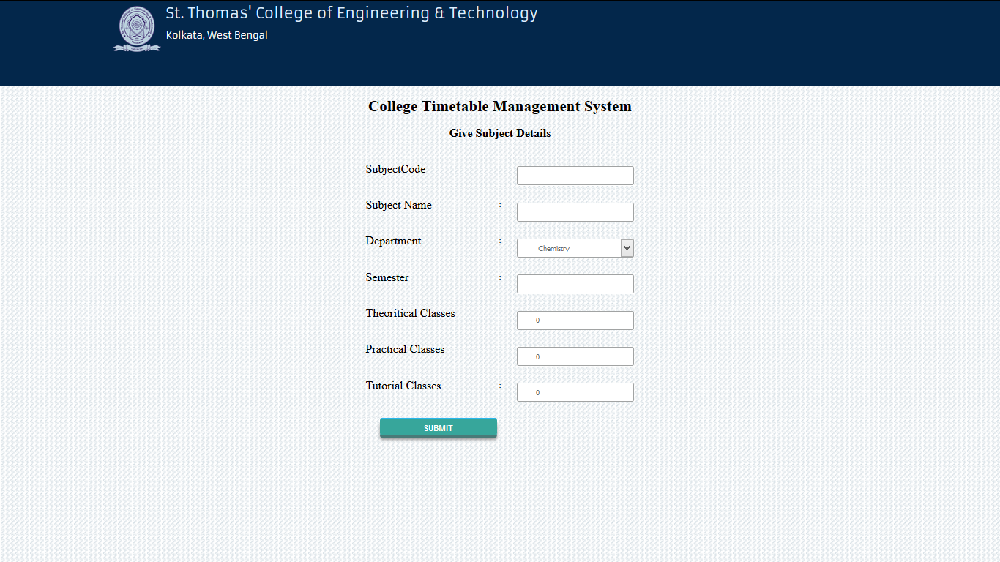 St. Thomas' College of Engineering & Technology
Kolkata, West Bengal
College Timetable Management System
Give Subject Details
SubjectCode :
Subject Name :
Department : Chemistry
Semester :
Theoritical Classes : 0
Practical Classes : 0
Tutorial Classes : 0
SUBMIT